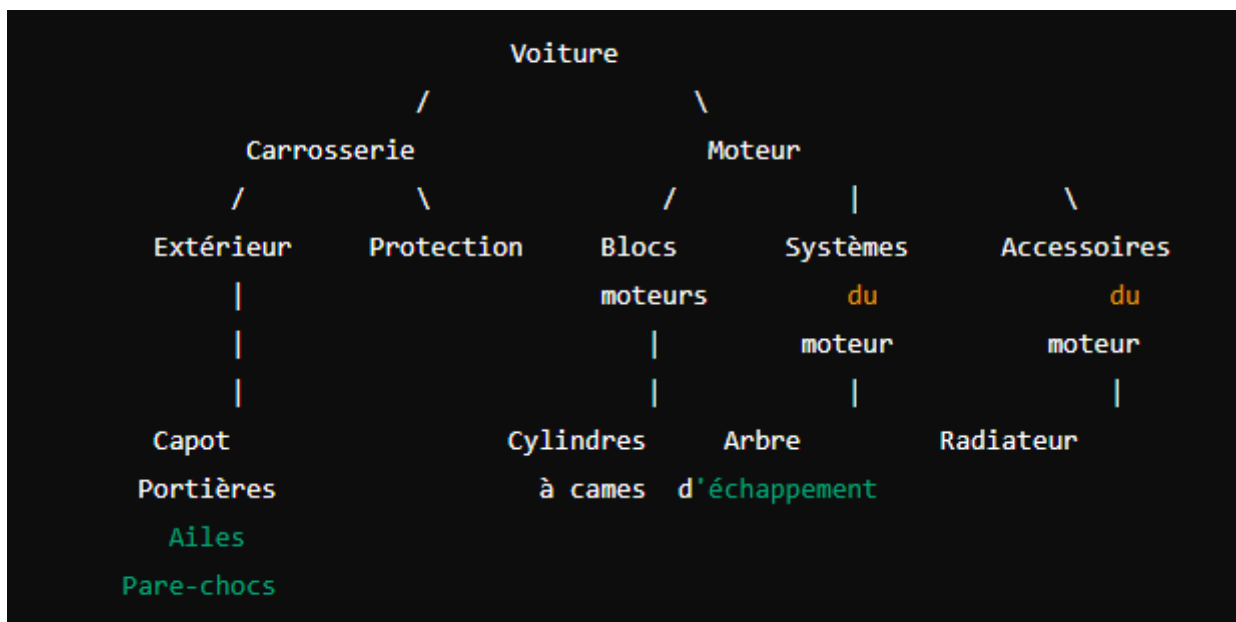 Voiture
/ \
Carrosserie Moteur
/ \ / | \
Extérieur Protection Blocs Systèmes Accessoires
| moteurs du du
| | moteur moteur
| | | |
Capot Cylindres Arbre Radiateur
Portières à cames d'échappement
Ailes
Pare-chocs